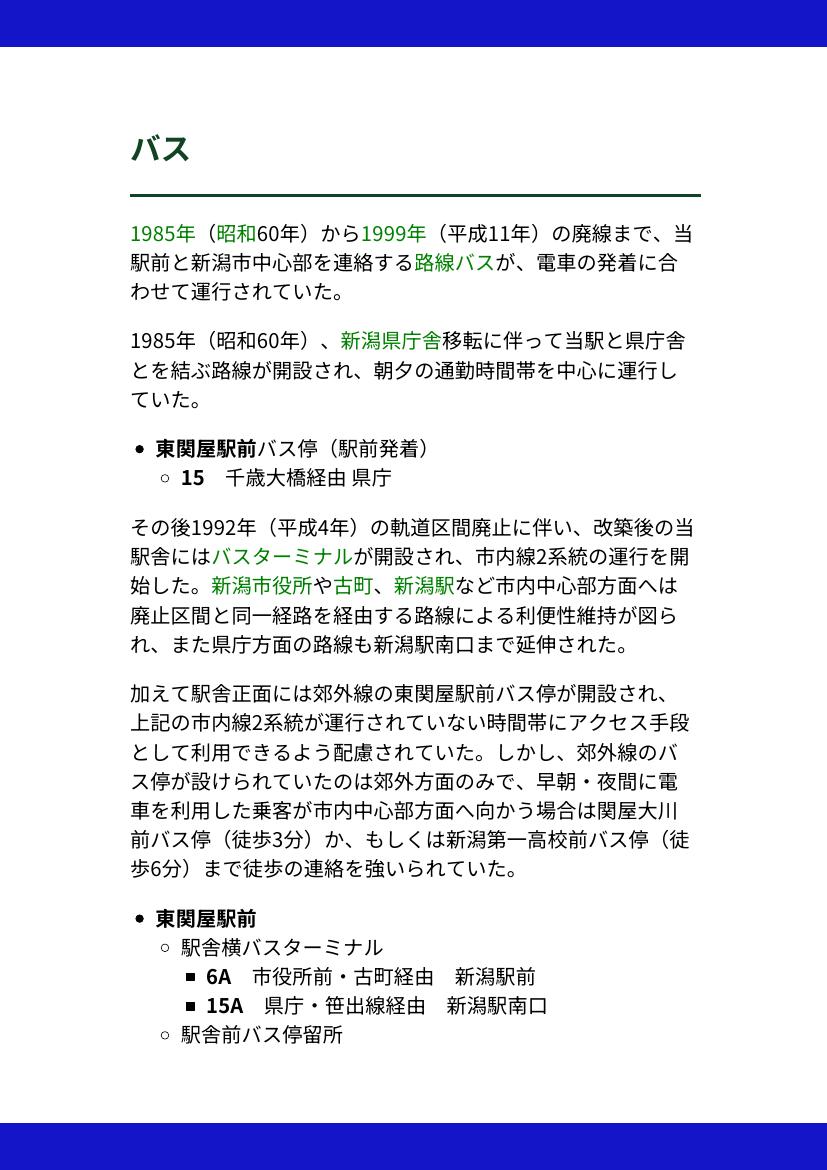 バス
1985年（昭和60年）から1999年（平成11年）の廃線まで、当
駅前と新潟市中心部を連絡する路線バスが、電車の発着に合
わせて運行されていた。
1985年（昭和60年）、新潟県庁舎移転に伴って当駅と県庁舎
とを結ぶ路線が開設され、朝夕の通勤時間帯を中心に運行し
ていた。
• 東関屋駅前バス停（駅前発着）
○ 15　千歳大橋経由 県庁
その後1992年（平成4年）の軌道区間廃止に伴い、改築後の当
駅舎にはバスターミナルが開設され、市内線2系統の運行を開
始した。新潟市役所や古町、新潟駅など市内中心部方面へは
廃止区間と同一経路を経由する路線による利便性維持が図ら
れ、また県庁方面の路線も新潟駅南口まで延伸された。
加えて駅舎正面には郊外線の東関屋駅前バス停が開設され、
上記の市内線2系統が運行されていない時間帯にアクセス手段
として利用できるよう配慮されていた。しかし、郊外線のバ
ス停が設けられていたのは郊外方面のみで、早朝・夜間に電
車を利用した乗客が市内中心部方面へ向かう場合は関屋大川
前バス停（徒歩3分）か、もしくは新潟第一高校前バス停（徒
歩6分）まで徒歩の連絡を強いられていた。
• 東関屋駅前
○ 駅舎横バスターミナル
■ 6A　市役所前・古町経由　新潟駅前
■ 15A　県庁・笹出線経由　新潟駅南口
○ 駅舎前バス停留所